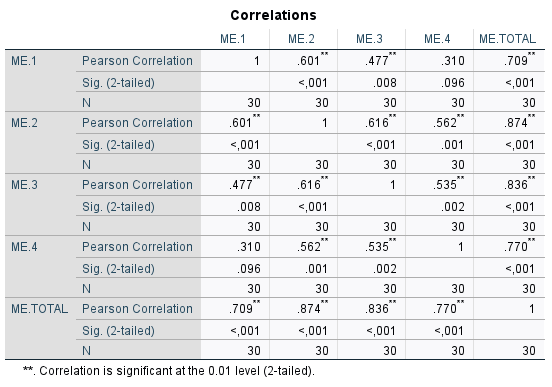 Correlations
ME.1 ME.2 ME.3 ME.4 ME.TOTAL
ME.1 Pearson Correlation 1 .601** .477** .310 .709**
Sig. (2-tailed) <,001 .008 .096 <,001
N 30 30 30 30 30
ME.2 Pearson Correlation .601** 1 .616** .562** .874**
Sig. (2-tailed) <,001 <,001 .001 <,001
N 30 30 30 30 30
ME.3 Pearson Correlation .477** .616** 1 .535** .836**
Sig. (2-tailed) .008 <,001 .002 <,001
N 30 30 30 30 30
ME.4 Pearson Correlation .310 .562** .535** 1 .770**
Sig. (2-tailed) .096 .001 .002 <,001
N 30 30 30 30 30
ME.TOTAL Pearson Correlation .709** .874** .836** .770** 1
Sig. (2-tailed) <,001 <,001 <,001 <,001
N 30 30 30 30 30
**. Correlation is significant at the 0.01 level (2-tailed).